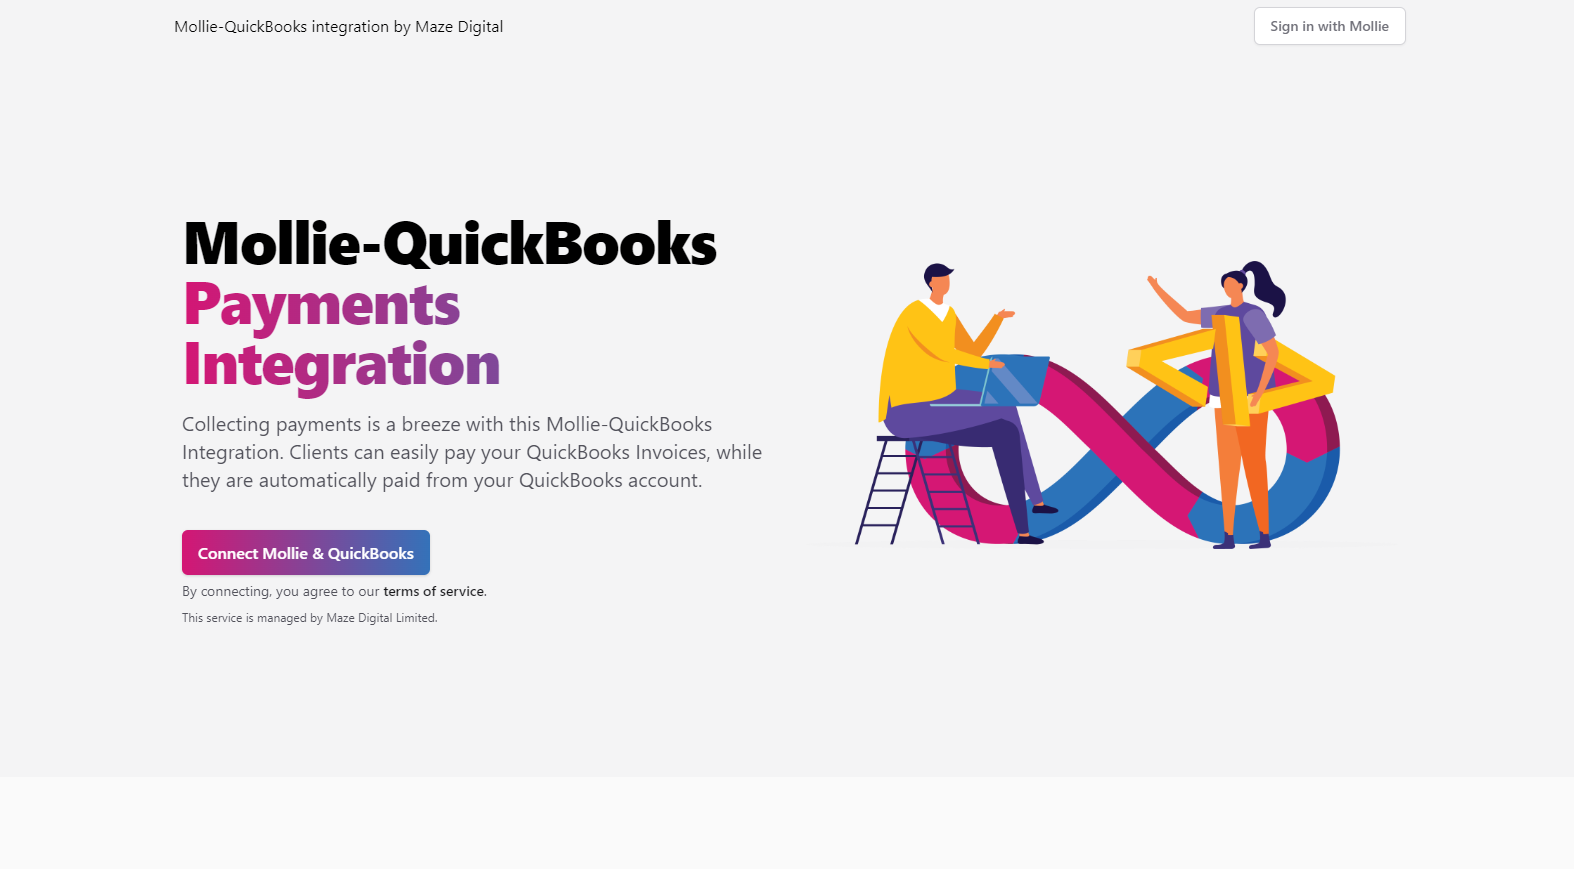 Mollie-QuickBooks integration by Maze Digital
Sign in with Mollie
Mollie-QuickBooks
Payments
Integration
Collecting payments is a breeze with this Mollie-QuickBooks
Integration. Clients can easily pay your QuickBooks Invoices, while
they are automatically paid from your QuickBooks account.
Connect Mollie & QuickBooks
By connecting, you agree to our terms of service.
This service is managed by Maze Digital Limited.